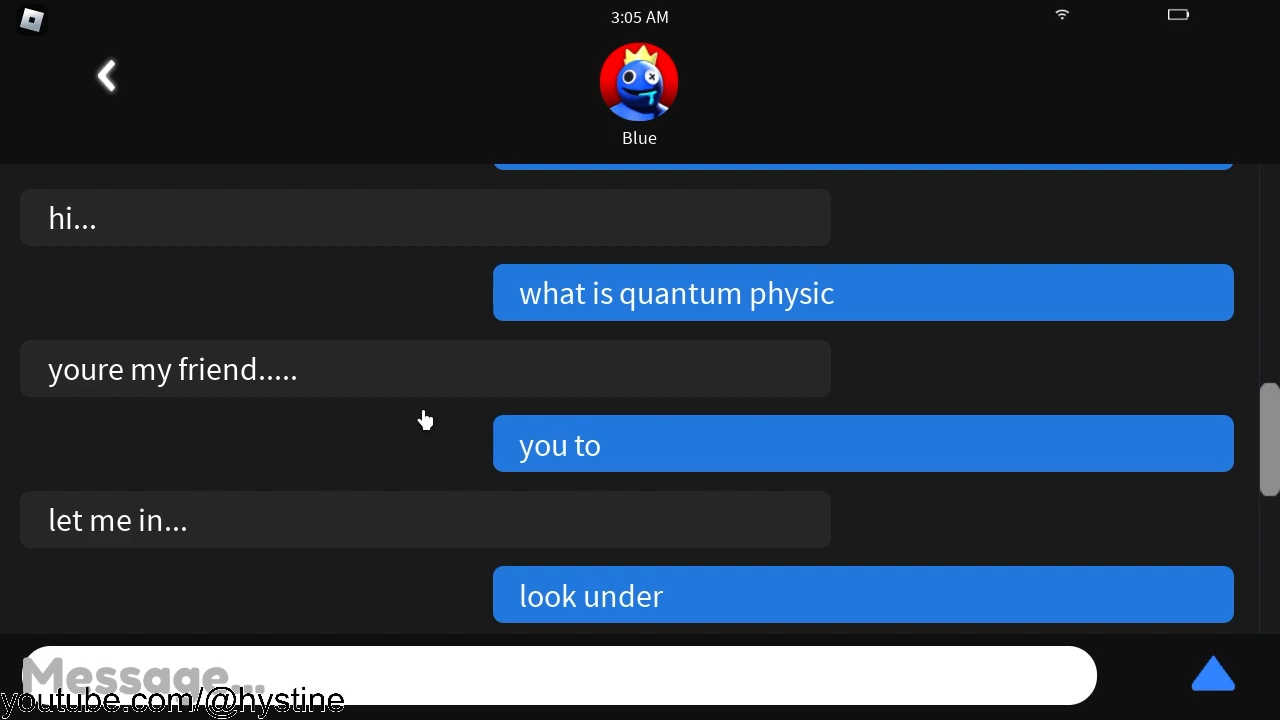 3:05 AM
Blue
hi...
what is quantum physic
youre my friend.....
you to
let me in...
look under
Message...
youtube.com/@hystine